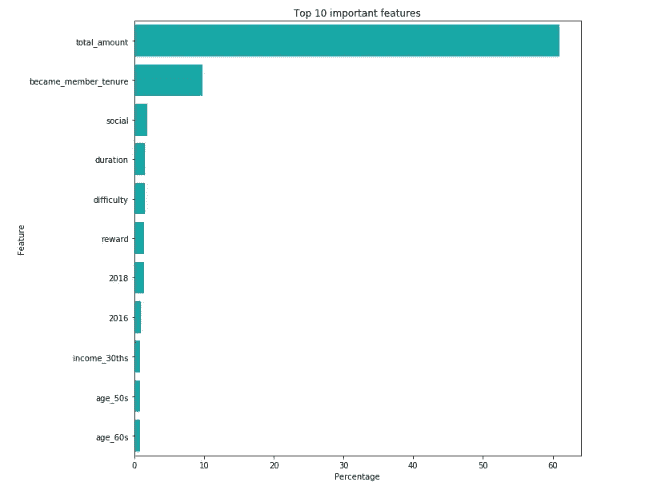 Top 10 important features
total_amount
became_member_tenure
social
duration
difficulty
reward
2018
2016
income_30ths
age_50s
age_60s
Feature
0 10 20 30 40 50 60
Percentage